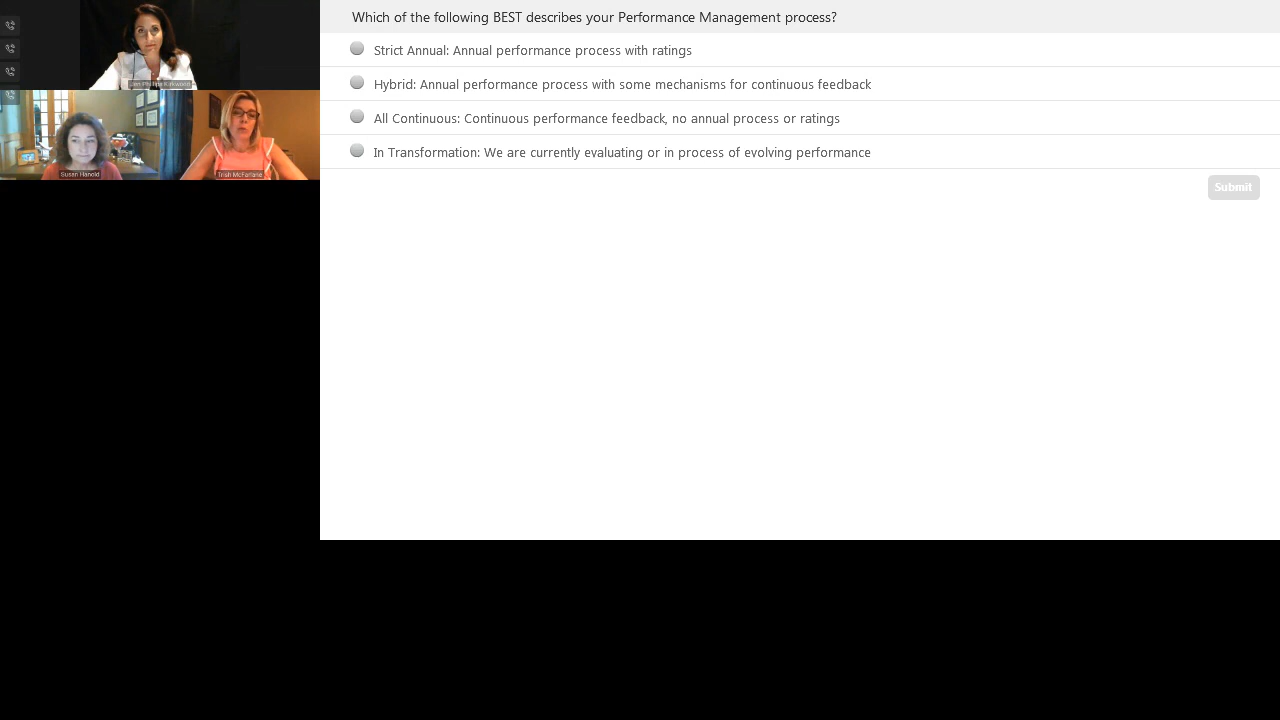 Which of the following BEST describes your Performance Management process?
Strict Annual: Annual performance process with ratings
Hybrid: Annual performance process with some mechanisms for continuous feedback
All Continuous: Continuous performance feedback, no annual process or ratings
In Transformation: We are currently evaluating or in process of evolving performance
Submit
Susan Hanold
Trish McFarlane